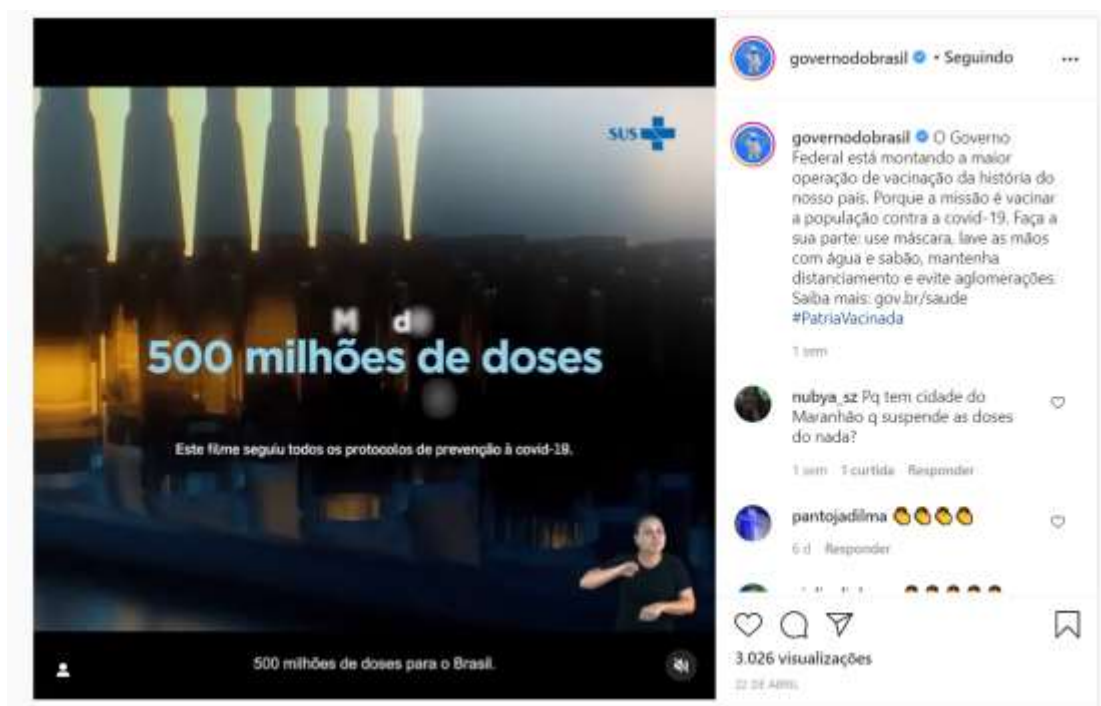 SUS
M d
500 milhões de doses
Este filme seguiu todos os protocolos de prevenção à covid-19.
500 milhões de doses para o Brasil.
governodobrasil • Seguindo
governodobrasil O Governo
Federal está montando a maior
operação de vacinação da história do
nosso país. Porque a missão é vacinar
a população contra a covid-19. Faça a
sua parte: use máscara, lave as mãos
com água e sabão, mantenha
distanciamento e evite aglomerações.
Saiba mais: gov.br/saude
#PatriaVacinada
1 sem
nubya_sz Pq tem cidade do
Maranhão q suspende as doses
do nada?
1 sem 1 curtida Responder
pantojadilma 👏👏👏👏
6 d Responder
3.026 visualizações
22 DE ABRIL